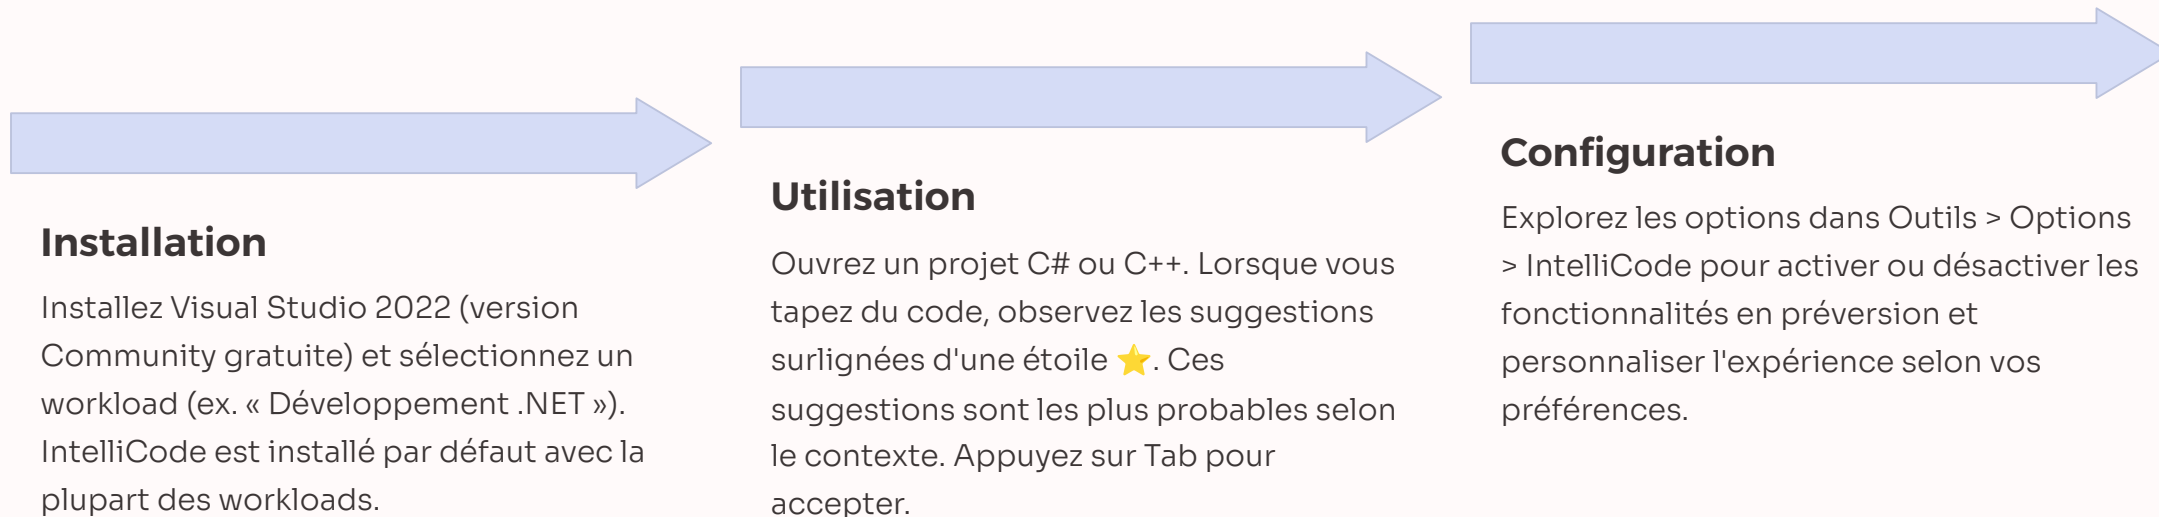 Installation
Installez Visual Studio 2022 (version
Community gratuite) et sélectionnez un
workload (ex. « Développement .NET »).
IntelliCode est installé par défaut avec la
plupart des workloads.
Utilisation
Ouvrez un projet C# ou C++. Lorsque vous
tapez du code, observez les suggestions
surlignées d'une étoile ⭐. Ces
suggestions sont les plus probables selon
le contexte. Appuyez sur Tab pour
accepter.
Configuration
Explorez les options dans Outils > Options
> IntelliCode pour activer ou désactiver les
fonctionnalités en préversion et
personnaliser l'expérience selon vos
préférences.